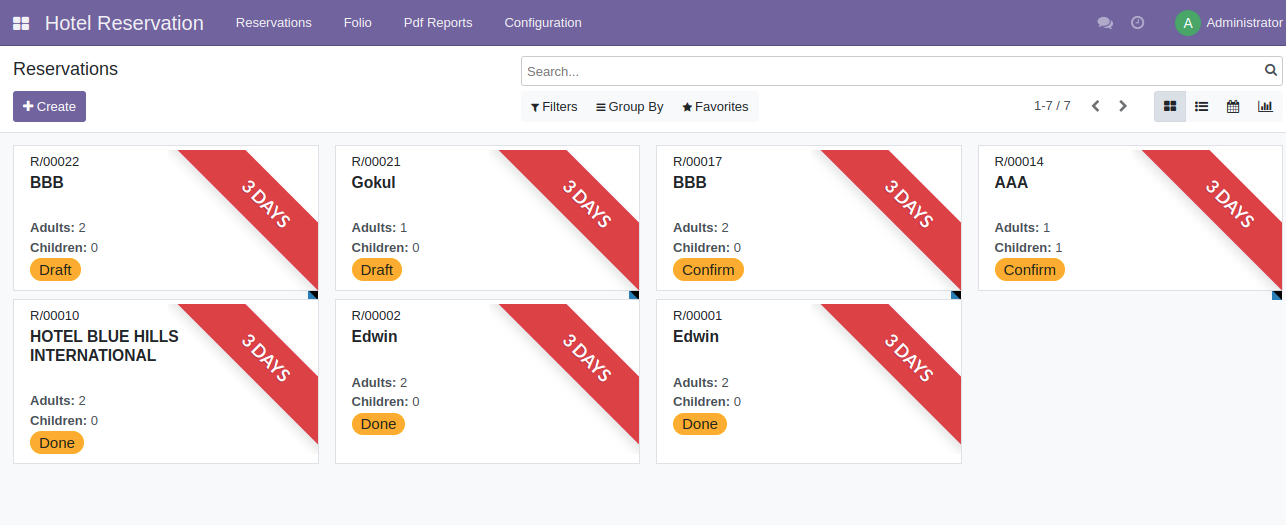 Hotel Reservation Reservations Folio Pdf Reports Configuration A Administrator
Reservations
Search...
Create
Filters Group By Favorites 1-7 / 7
R/00022
BBB
3 DAYS
Adults: 2
Children: 0
Draft
R/00021
Gokul
3 DAYS
Adults: 1
Children: 0
Draft
R/00017
BBB
3 DAYS
Adults: 2
Children: 0
Confirm
R/00014
AAA
3 DAYS
Adults: 1
Children: 1
Confirm
R/00010
HOTEL BLUE HILLS
INTERNATIONAL
3 DAYS
Adults: 2
Children: 0
Done
R/00002
Edwin
3 DAYS
Adults: 2
Children: 0
Done
R/00001
Edwin
3 DAYS
Adults: 2
Children: 0
Done